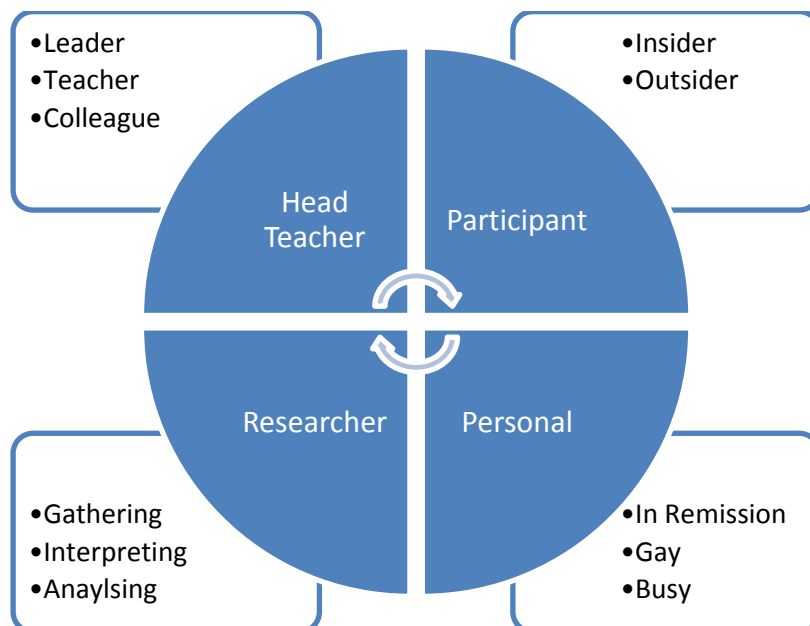 •Leader
•Teacher
•Colleague
•Insider
•Outsider
Head
Teacher
Participant
Researcher
Personal
•Gathering
•Interpreting
•Anaylsing
•In Remission
•Gay
•Busy